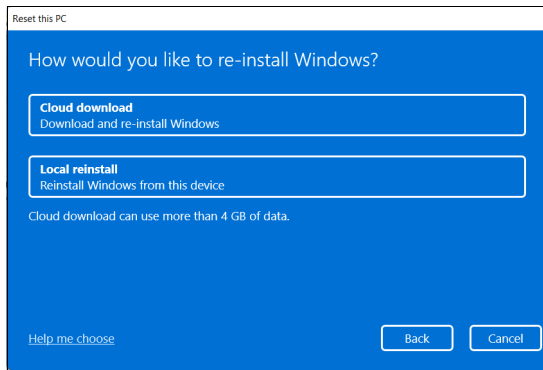 Reset this PC
How would you like to re-install Windows?
Cloud download
Download and re-install Windows
Local reinstall
Reinstall Windows from this device
Cloud download can use more than 4 GB of data.
Help me choose
Back
Cancel